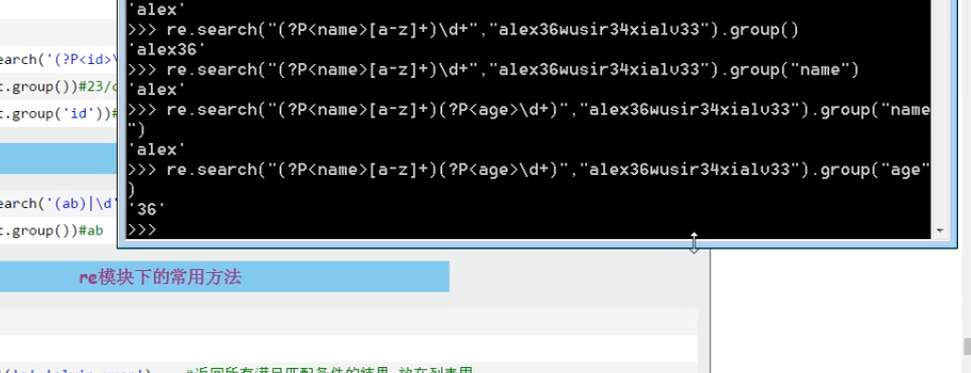 'alex'
>>> re.search("(?P<name>[a-z]+)\d+","alex36wusir34xialv33").group()
'alex36'
>>> re.search("(?P<name>[a-z]+)\d+","alex36wusir34xialv33").group("name")
'alex'
>>> re.search("(?P<name>[a-z]+)(?P<age>\d+)","alex36wusir34xialv33").group("name
")
'alex'
>>> re.search("(?P<name>[a-z]+)(?P<age>\d+)","alex36wusir34xialv33").group("age"
)
'36'
>>>
earch('(?P<id>\
t.group())#23/
t.group('id'))#
earch('(ab)|\d'
t.group())#ab
re模块下的常用方法
#返回所有满足匹配条件的结果,放在列表里